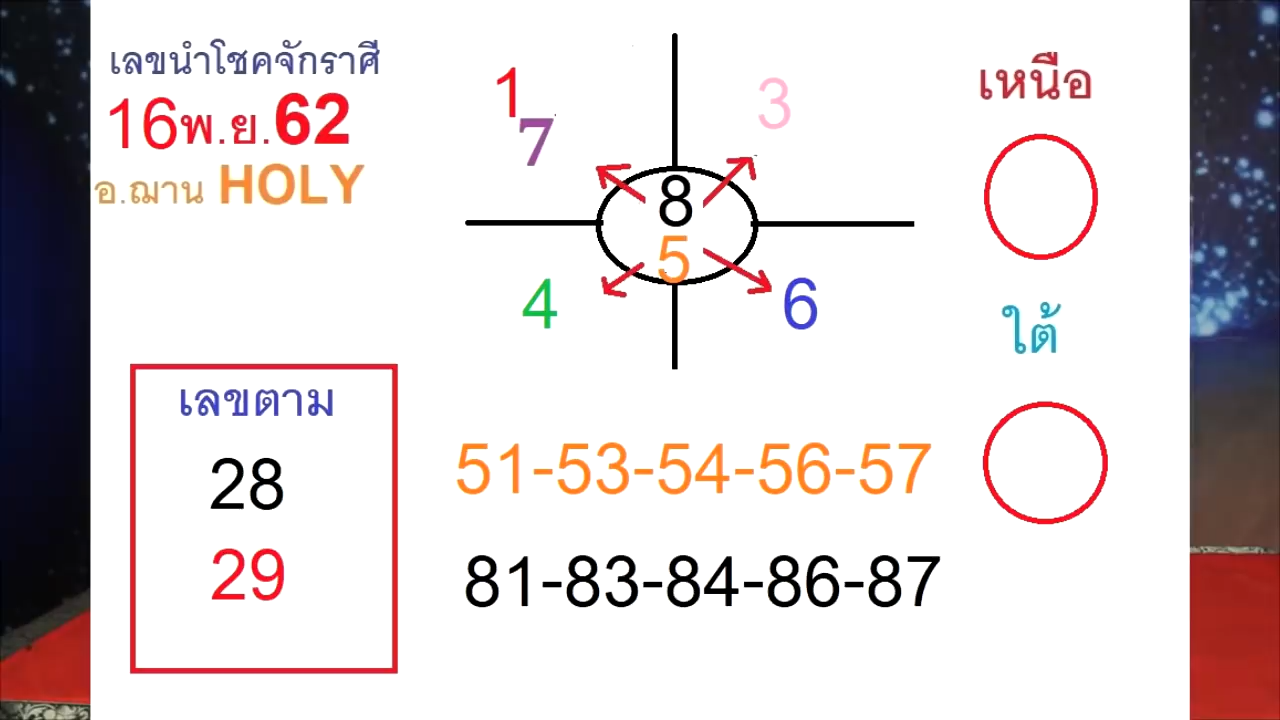 เลขนำโชคจักราศี
16พ.ย.62
อ.ฌาน HOLY
1
7
3
8
5
4
6
เหนือ
ใต้
เลขตาม
28
29
51-53-54-56-57
81-83-84-86-87